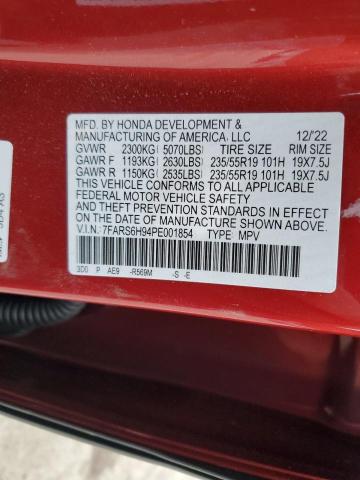 MFD. BY HONDA DEVELOPMENT &
MANUFACTURING OF AMERICA, LLC 12/'22
GVWR 2300KG ( 5070LBS) TIRE SIZE RIM SIZE
GAWR F 1193KG ( 2630LBS) 235/55R19 101H 19X7.5J
GAWR R 1150KG ( 2535LBS) 235/55R19 101H 19X7.5J
THIS VEHICLE CONFORMS TO ALL APPLICABLE
FEDERAL MOTOR VEHICLE SAFETY
AND THEFT PREVENTION STANDARDS IN EFFECT ON THE
DATE OF MANUFACTURE SHOWN ABOVE.
V.I.N.: 7FARS6H94PE001854 TYPE: MPV
3D0 P AE9 -R569M -S -E